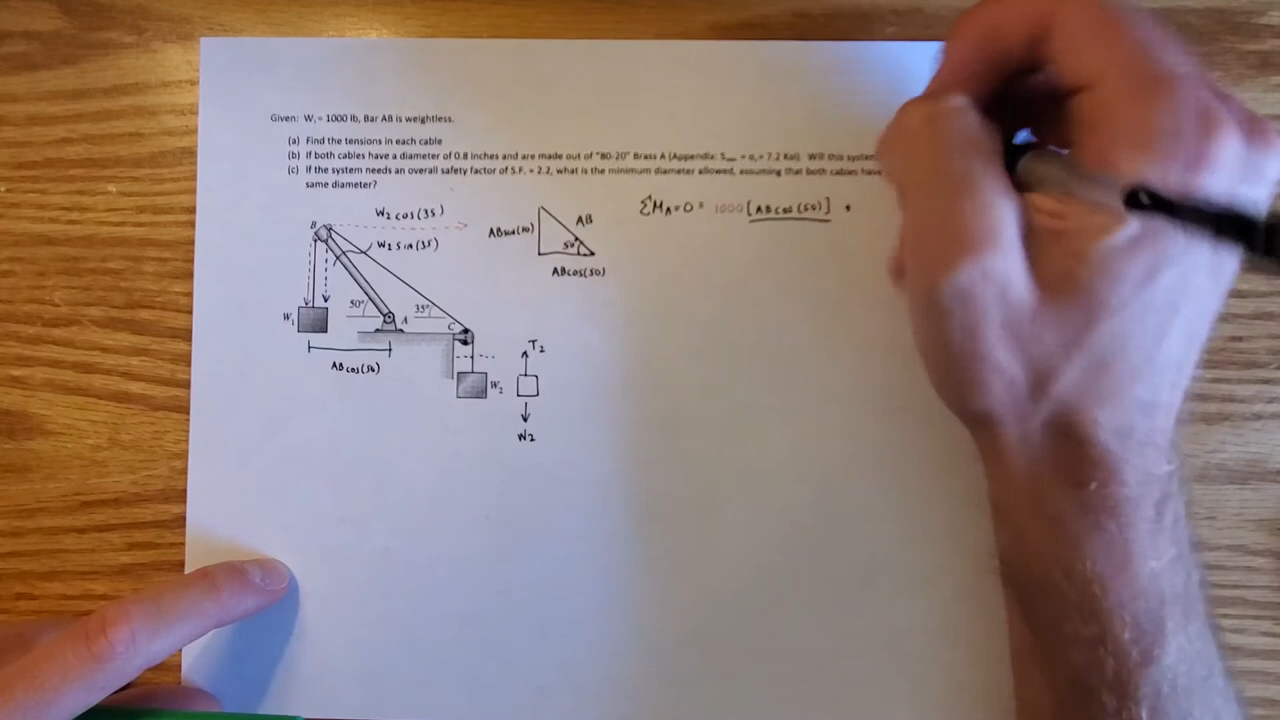 Given: W₁ = 1000 lb, Bar AB is weightless.
(a) Find the tensions in each cable
(b) If both cables have a diameter of 0.8 inches and are made out of "80-20" Brass A (Appendix: = σᵧ = 7.2 Ksi). Will this system
(c) If the system needs an overall safety factor of S.F. = 2.2, what is the minimum diameter allowed, assuming that both cables have
same diameter?
ΣM_A = 0 = 1000 [ABcos(50)] +
W₂ cos(35)
W₂ sin(35)
ABsin(50)
AB
50°
ABcos(50)
B
50°
A
35°
C
W₁
ABcos(50)
T₂
W₂
W₂